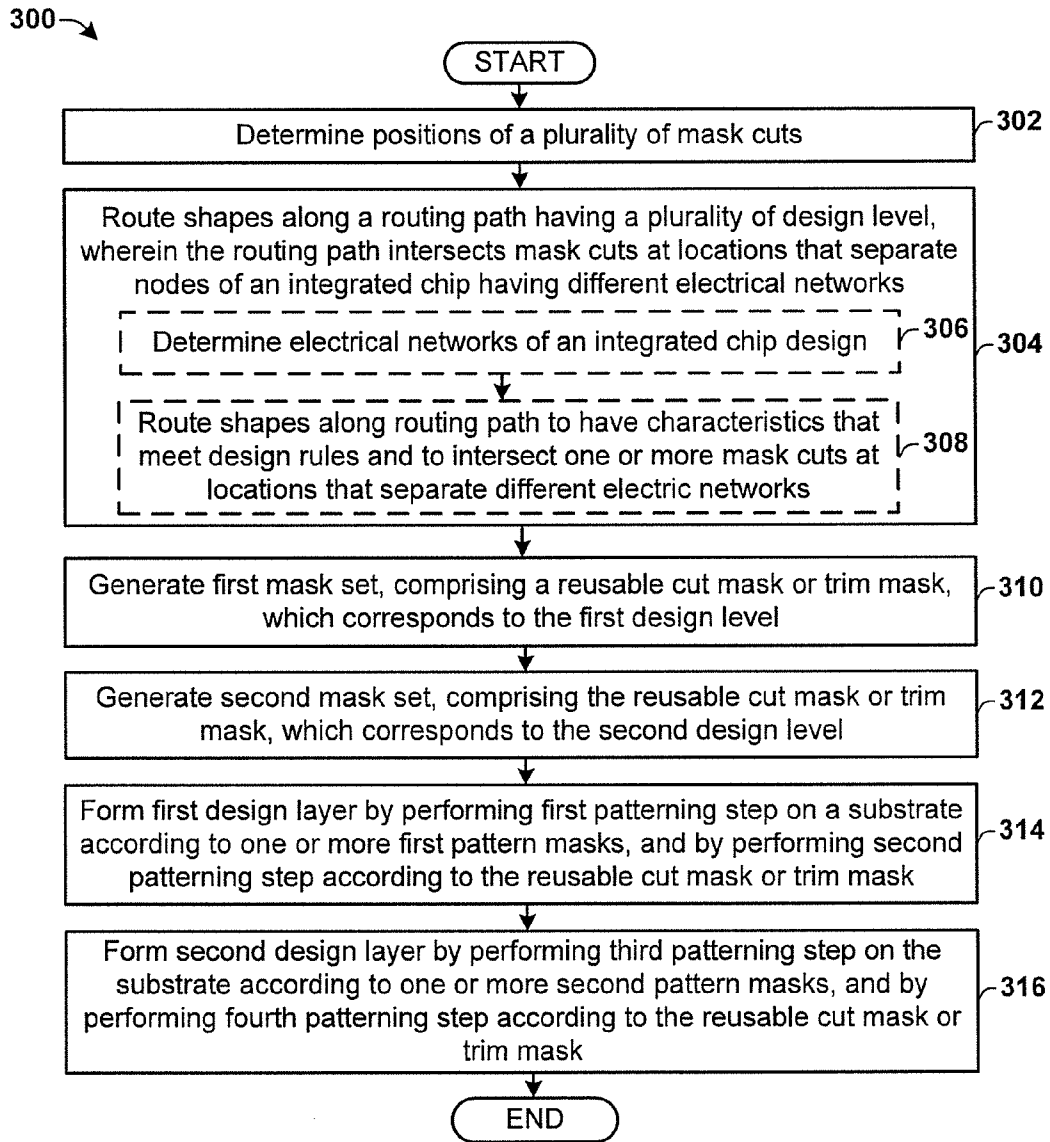 300
START
Determine positions of a plurality of mask cuts
302
Route shapes along a routing path having a plurality of design level,
wherein the routing path intersects mask cuts at locations that separate
nodes of an integrated chip having different electrical networks
304
Determine electrical networks of an integrated chip design
306
Route shapes along routing path to have characteristics that
meet design rules and to intersect one or more mask cuts at
locations that separate different electric networks
308
Generate first mask set, comprising a reusable cut mask or trim mask,
which corresponds to the first design level
310
Generate second mask set, comprising the reusable cut mask or trim
mask, which corresponds to the second design level
312
Form first design layer by performing first patterning step on a substrate
according to one or more first pattern masks, and by performing second
patterning step according to the reusable cut mask or trim mask
314
Form second design layer by performing third patterning step on the
substrate according to one or more second pattern masks, and by
performing fourth patterning step according to the reusable cut mask or
trim mask
316
END